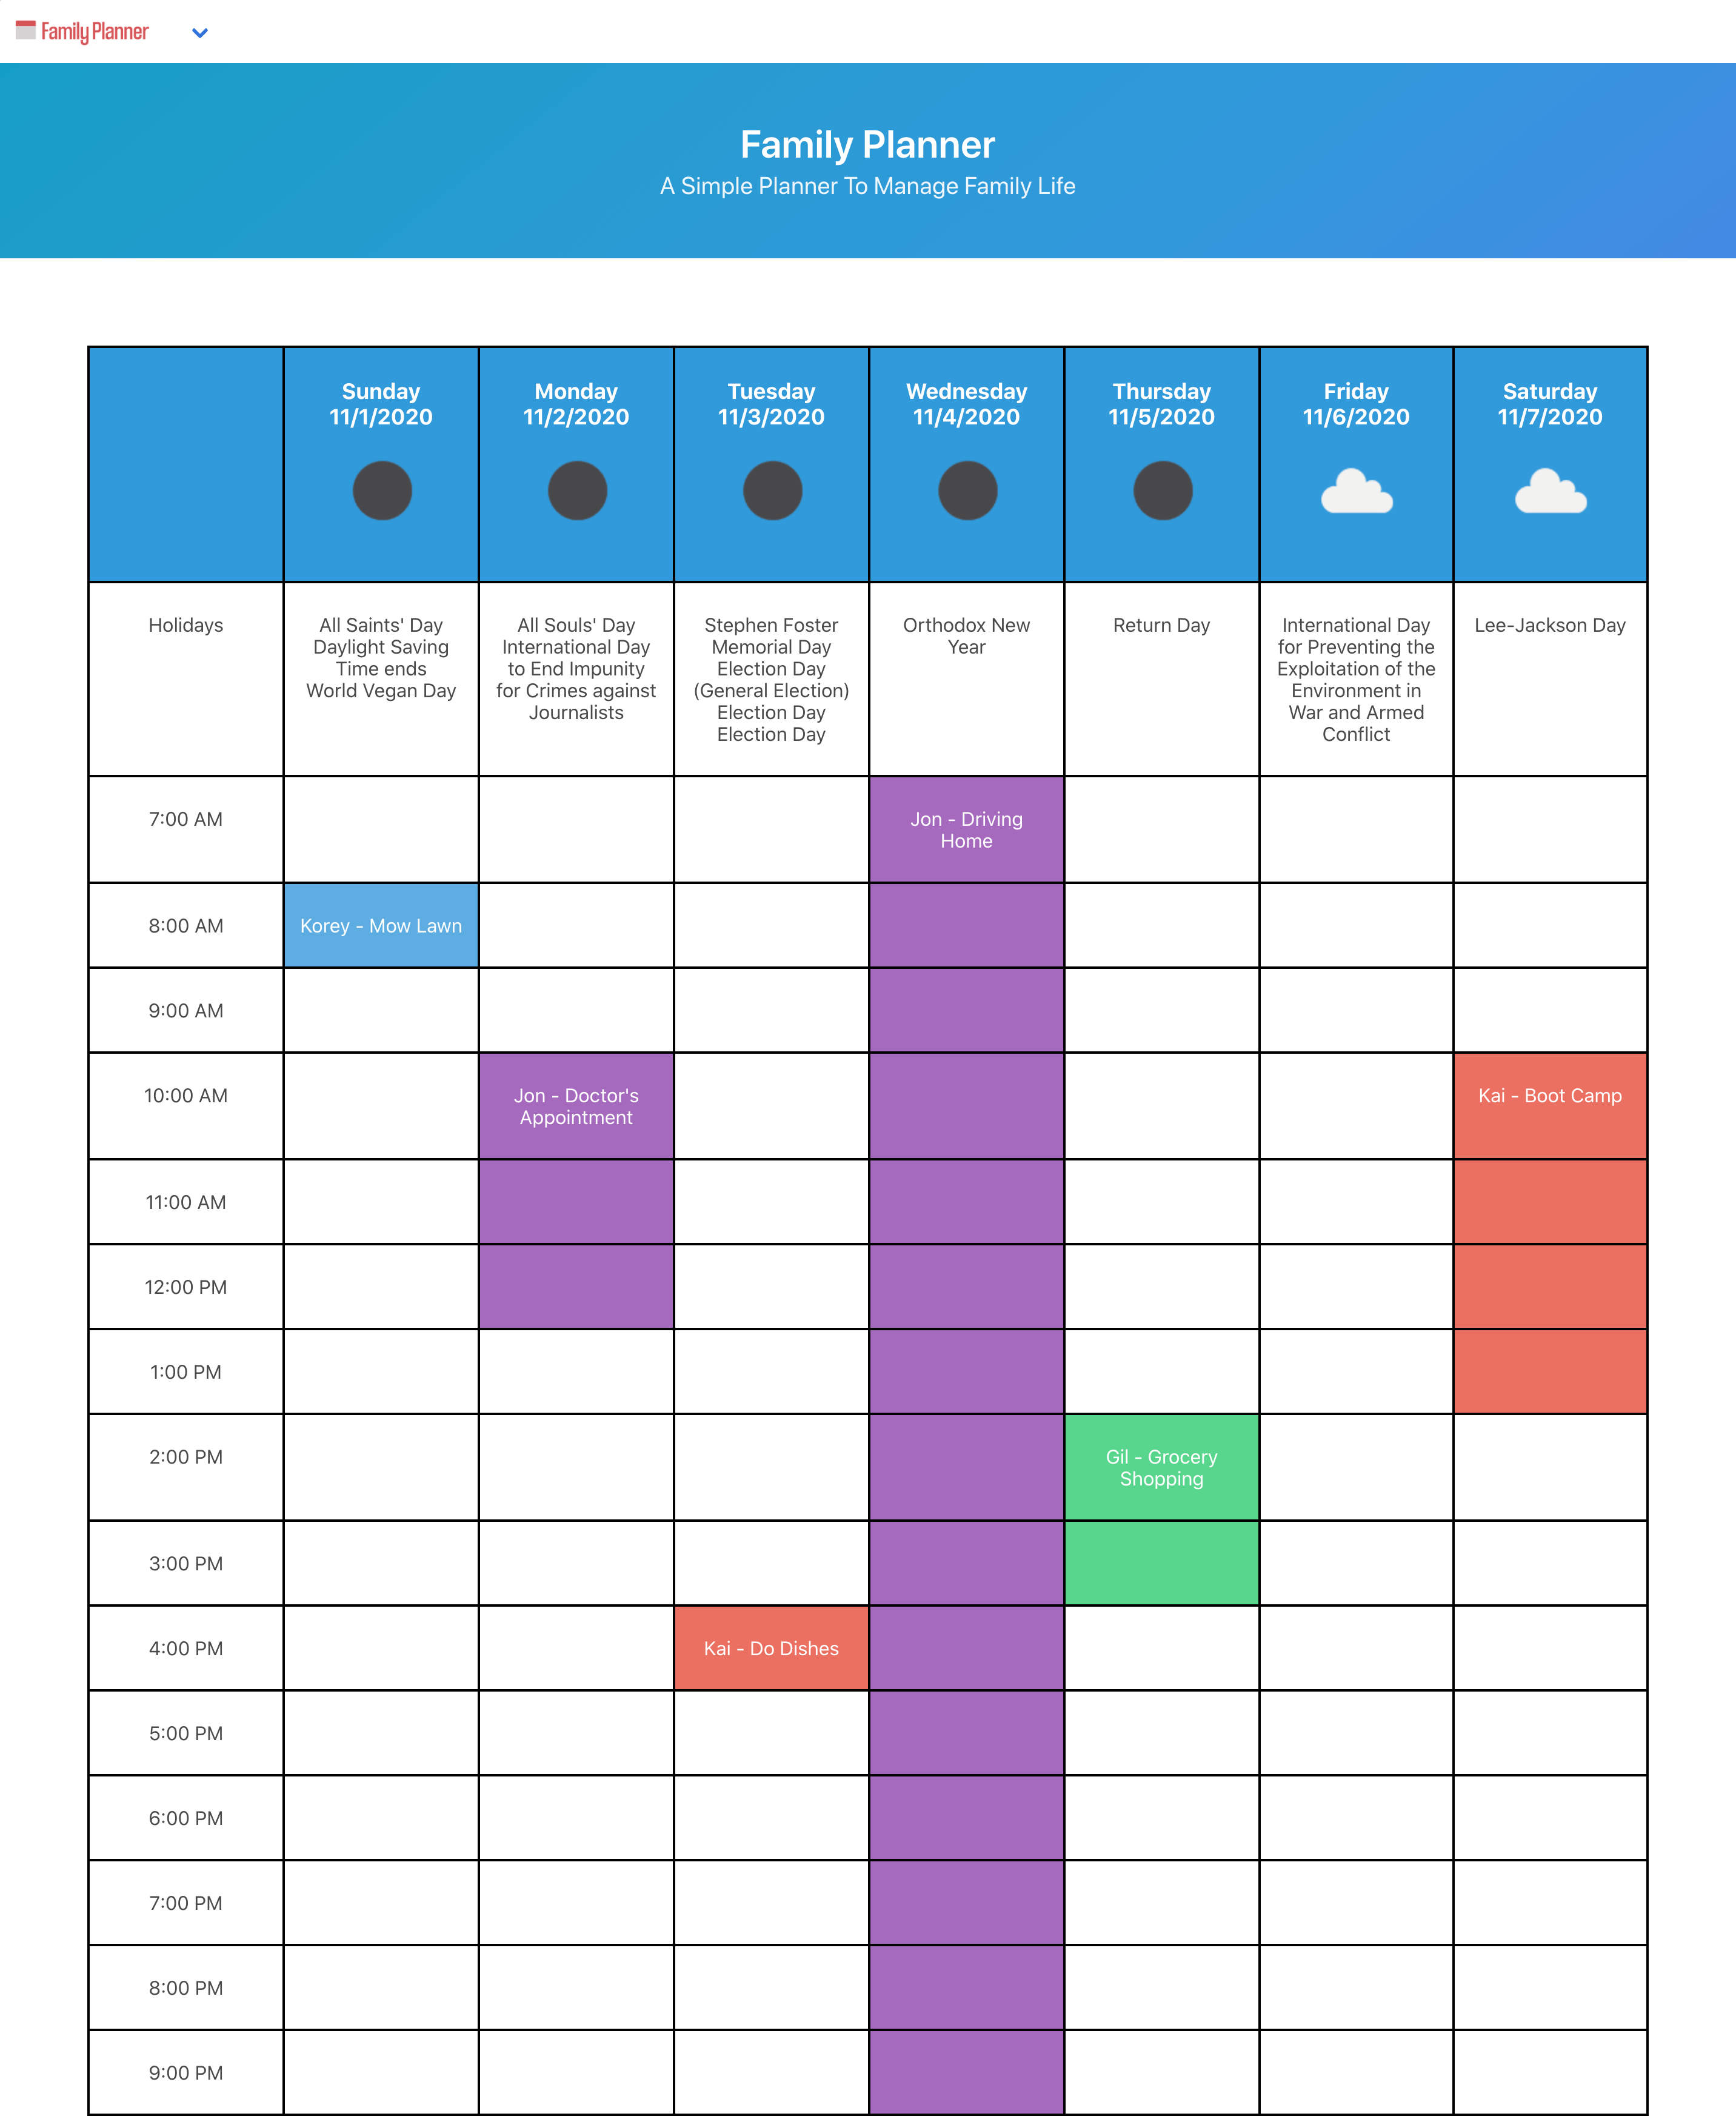 Family Planner
Family Planner
A Simple Planner To Manage Family Life
Sunday
11/1/2020
Monday
11/2/2020
Tuesday
11/3/2020
Wednesday
11/4/2020
Thursday
11/5/2020
Friday
11/6/2020
Saturday
11/7/2020
Holidays
All Saints' Day
Daylight Saving
Time ends
World Vegan Day
All Souls' Day
International Day
to End Impunity
for Crimes against
Journalists
Stephen Foster
Memorial Day
Election Day
(General Election)
Election Day
Election Day
Orthodox New
Year
Return Day
International Day
for Preventing the
Exploitation of the
Environment in
War and Armed
Conflict
Lee-Jackson Day
7:00 AM
Jon - Driving
Home
8:00 AM
Korey - Mow Lawn
9:00 AM
10:00 AM
Jon - Doctor's
Appointment
Kai - Boot Camp
11:00 AM
12:00 PM
1:00 PM
2:00 PM
Gil - Grocery
Shopping
3:00 PM
4:00 PM
Kai - Do Dishes
5:00 PM
6:00 PM
7:00 PM
8:00 PM
9:00 PM